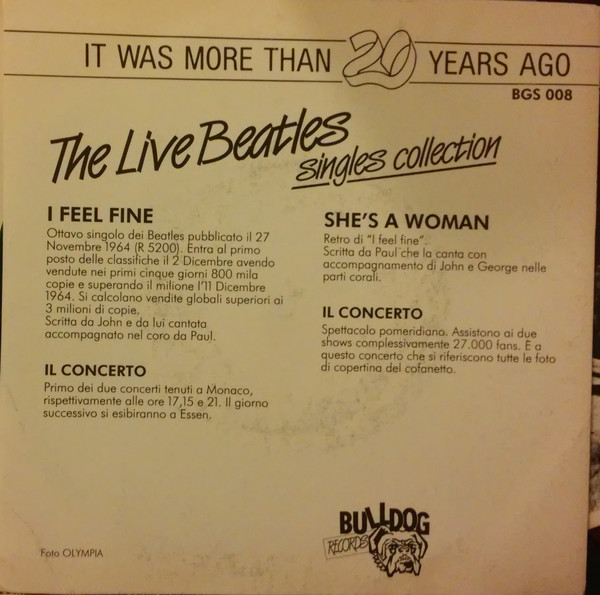 IT WAS MORE THAN 20 YEARS AGO
BGS 008
The Live Beatles
singles collection
I FEEL FINE
Ottavo singolo dei Beatles pubblicato il 27
Novembre 1964 (R 5200). Entra al primo
posto delle classifiche il 2 Dicembre avendo
vendute nei primi cinque giorni 800 mila
copie e superando il milione l'11 Dicembre
1964. Si calcolano vendite globali superiori ai
3 milioni di copie.
Scritta da John e da lui cantata
accompagnato nel coro da Paul.
IL CONCERTO
Primo dei due concerti tenuti a Monaco,
rispettivamente alle ore 17,15 e 21. Il giorno
successivo si esibiranno a Essen.
SHE'S A WOMAN
Retro di "I feel fine".
Scritta da Paul che la canta con
accompagnamento di John e George nelle
parti corali.
IL CONCERTO
Spettacolo pomeridiano. Assistono ai due
shows complessivamente 27.000 fans. E a
questo concerto che si riferiscono tutte le foto
di copertina del cofanetto.
BULLDOG
RECORDS
Foto OLYMPIA